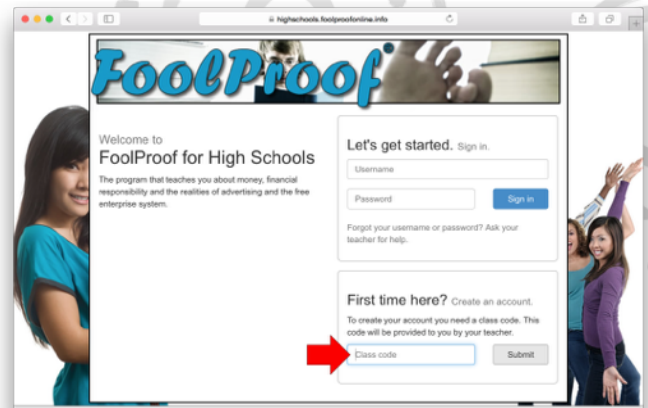 highschools.foolproofonline.info
FoolProof
Welcome to
FoolProof for High Schools
The program that teaches you about money, financial
responsibility and the realities of advertising and the free
enterprise system.
Let's get started. Sign in.
Username
Password
Sign in
Forgot your username or password? Ask your
teacher for help.
First time here? Create an account.
To create your account you need a class code. This
code will be provided to you by your teacher.
Class code
Submit